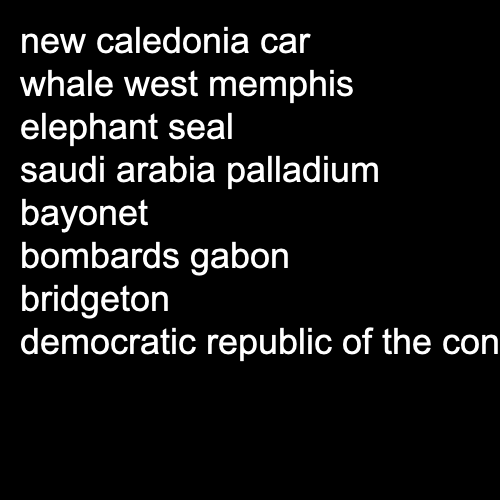 new caledonia car
whale west memphis
elephant seal
saudi arabia palladium
bayonet
bombards gabon
bridgeton
democratic republic of the con